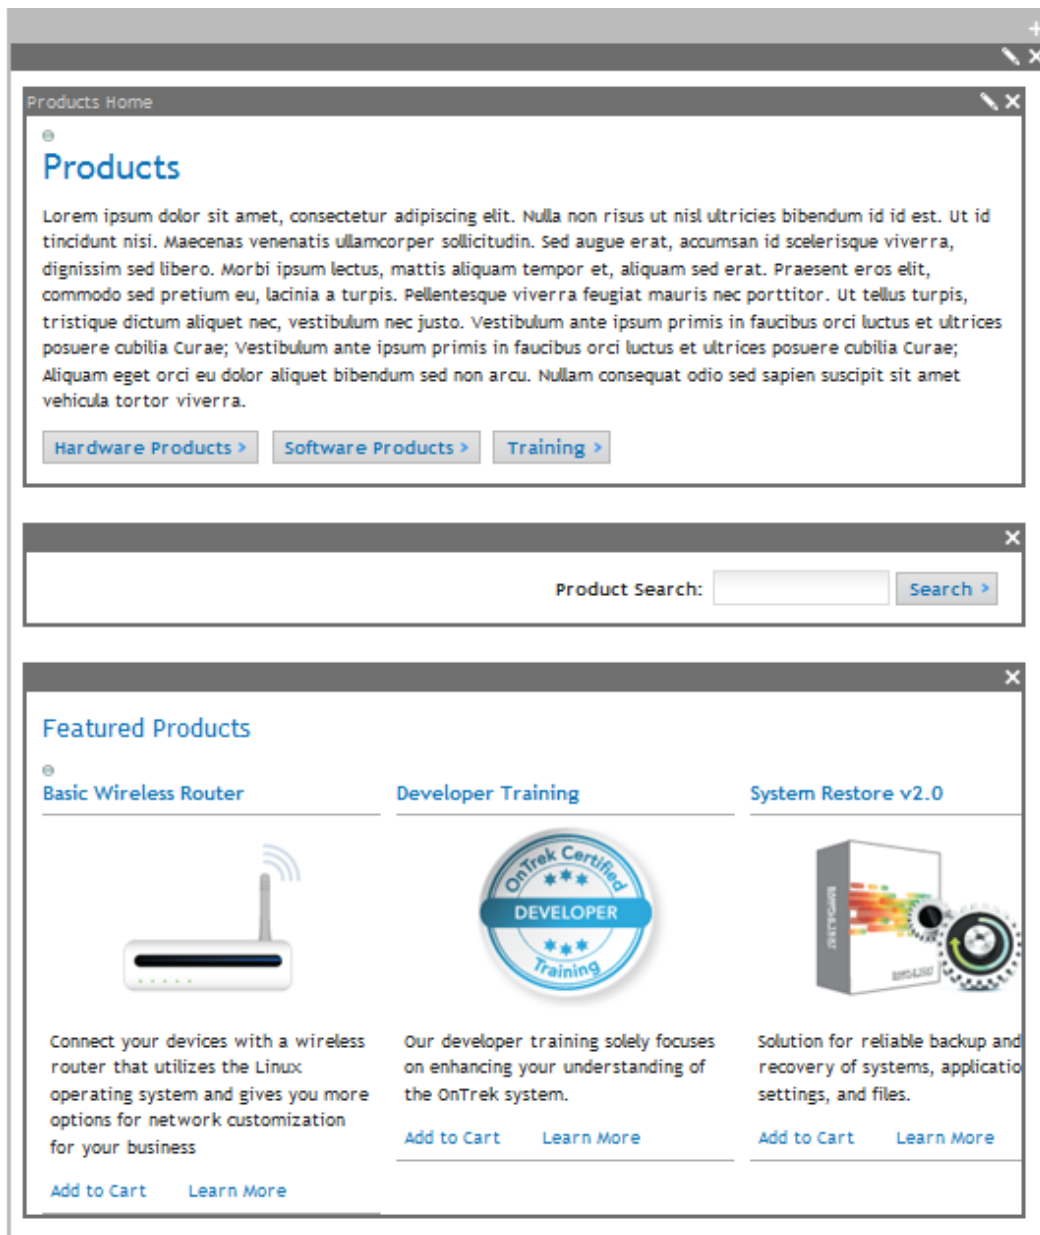 Products Home
Products
Lorem ipsum dolor sit amet, consectetur adipiscing elit. Nulla non risus ut nisl ultricies bibendum id id est. Ut id
tincidunt nisi. Maecenas venenatis ullamcorper sollicitudin. Sed augue erat, accumsan id scelerisque viverra,
dignissim sed libero. Morbi ipsum lectus, mattis aliquam tempor et, aliquam sed erat. Praesent eros elit,
commodo sed pretium eu, lacinia a turpis. Pellentesque viverra feugiat mauris nec porttitor. Ut tellus turpis,
tristique dictum aliquet nec, vestibulum nec justo. Vestibulum ante ipsum primis in faucibus orci luctus et ultrices
posuere cubilia Curae; Vestibulum ante ipsum primis in faucibus orci luctus et ultrices posuere cubilia Curae;
Aliquam eget orci eu dolor aliquet bibendum sed non arcu. Nullam consequat odio sed sapien suscipit sit amet
vehicula tortor viverra.
Hardware Products > Software Products > Training >
Product Search: Search >
Featured Products
Basic Wireless Router
Developer Training
System Restore v2.0
OnTrek Certified
DEVELOPER
Training
Connect your devices with a wireless
router that utilizes the Linux
operating system and gives you more
options for network customization
for your business
Add to Cart Learn More
Our developer training solely focuses
on enhancing your understanding of
the OnTrek system.
Add to Cart Learn More
Solution for reliable backup and
recovery of systems, applicatio
settings, and files.
Add to Cart Learn More